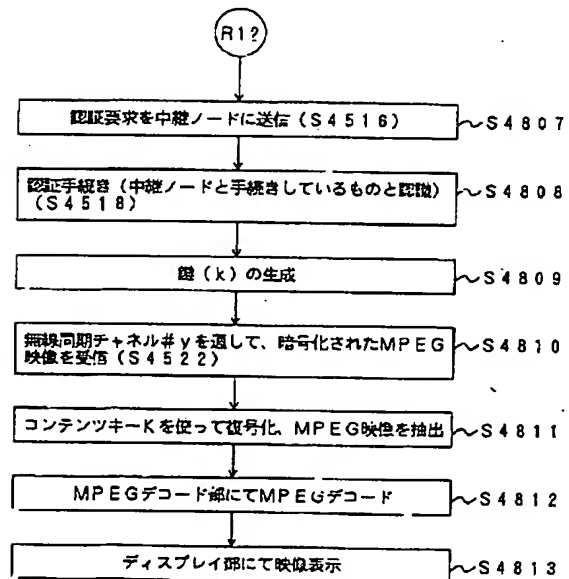 R12
認証要求を中継ノードに送信(S4516)
S4807
認証手続き(中継ノードと手続きしているものと認識)
(S4518)
S4808
鍵(k)の生成
S4809
無線同期チャネル#yを通して、暗号化されたMPEG
映像を受信(S4522)
S4810
コンテンツキーKを使って復号化、MPEG映像を抽出
S4811
MPEGデコード部にてMPEGデコード
S4812
ディスプレイ部にて映像表示
S4813